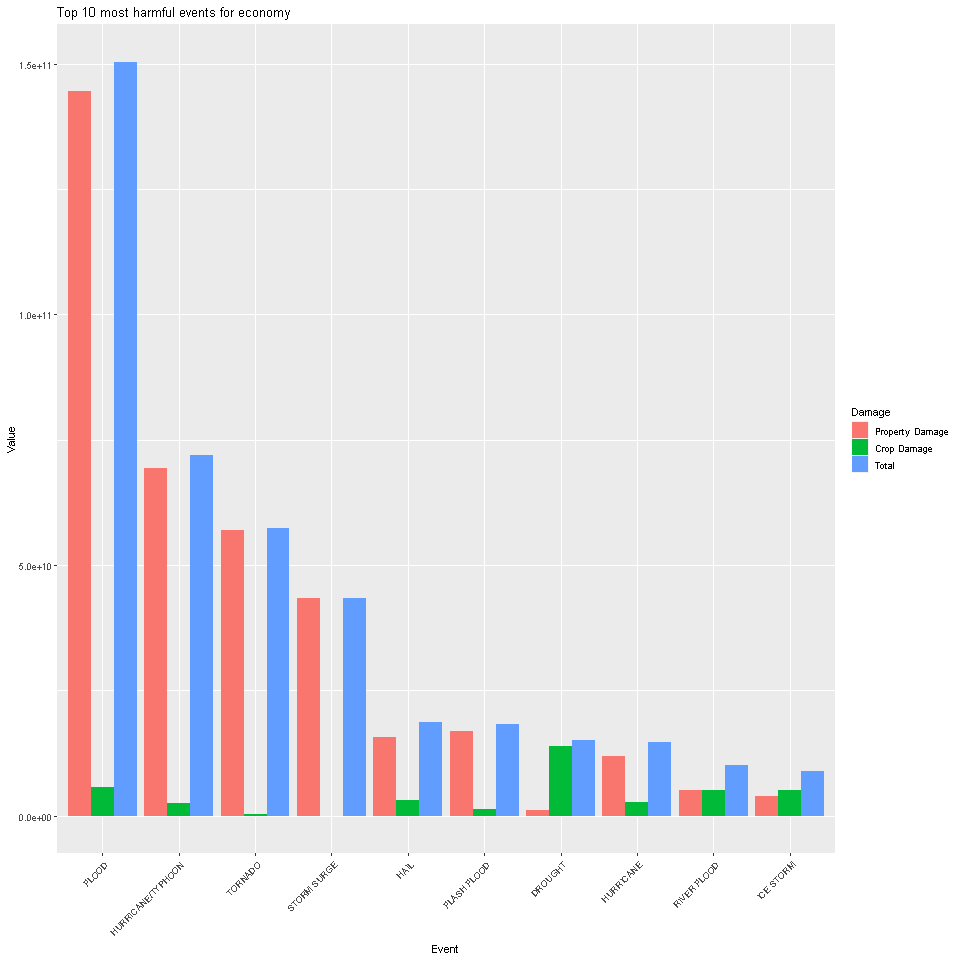 Top 10 most harmful events for economy
1.5e+11
1.0e+11
5.0e+10
0.0e+00
Value
FLOOD
HURRICANE/TYPHOON
TORNADO
STORM SURGE
HAIL
FLASH FLOOD
DROUGHT
HURRICANE
RIVER FLOOD
ICE STORM
Event
Damage
Property Damage
Crop Damage
Total